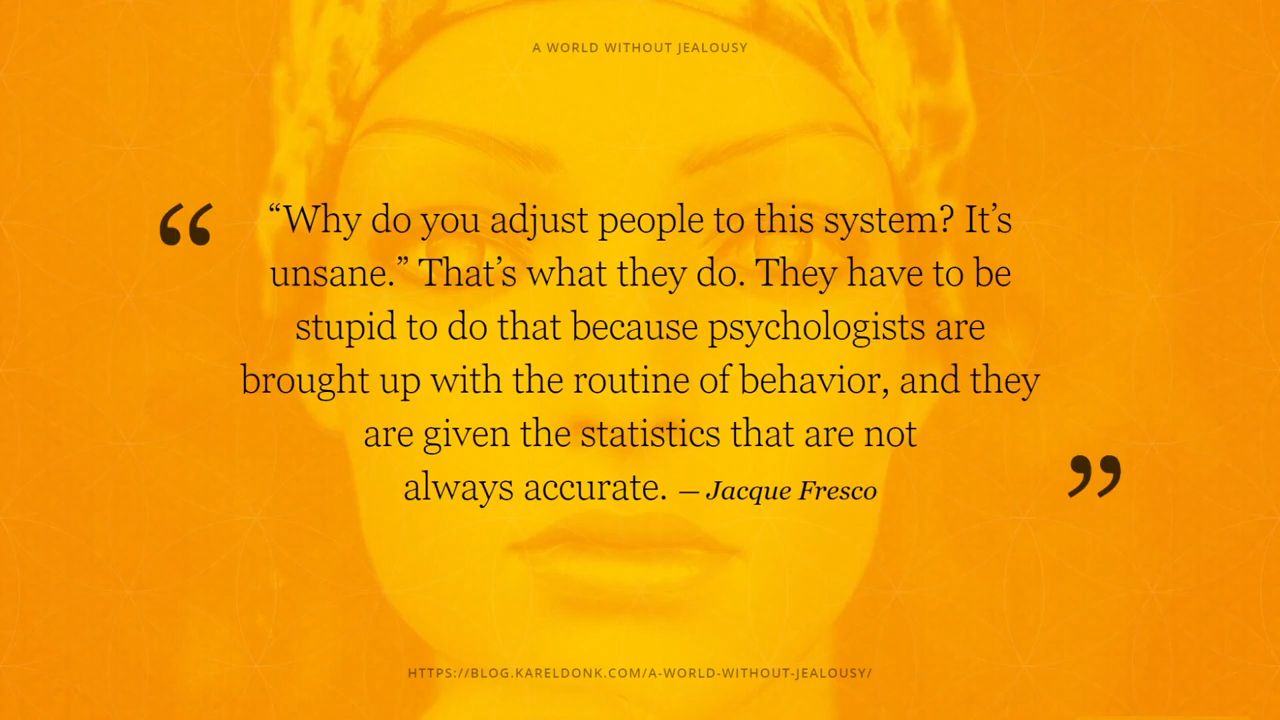 A WORLD WITHOUT JEALOUSY
“
“Why do you adjust people to this system? It’s
unsane.” That’s what they do. They have to be
stupid to do that because psychologists are
brought up with the routine of behavior, and they
are given the statistics that are not
always accurate. — Jacque Fresco
”
HTTPS://BLOG.KARELDONK.COM/A-WORLD-WITHOUT-JEALOUSY/